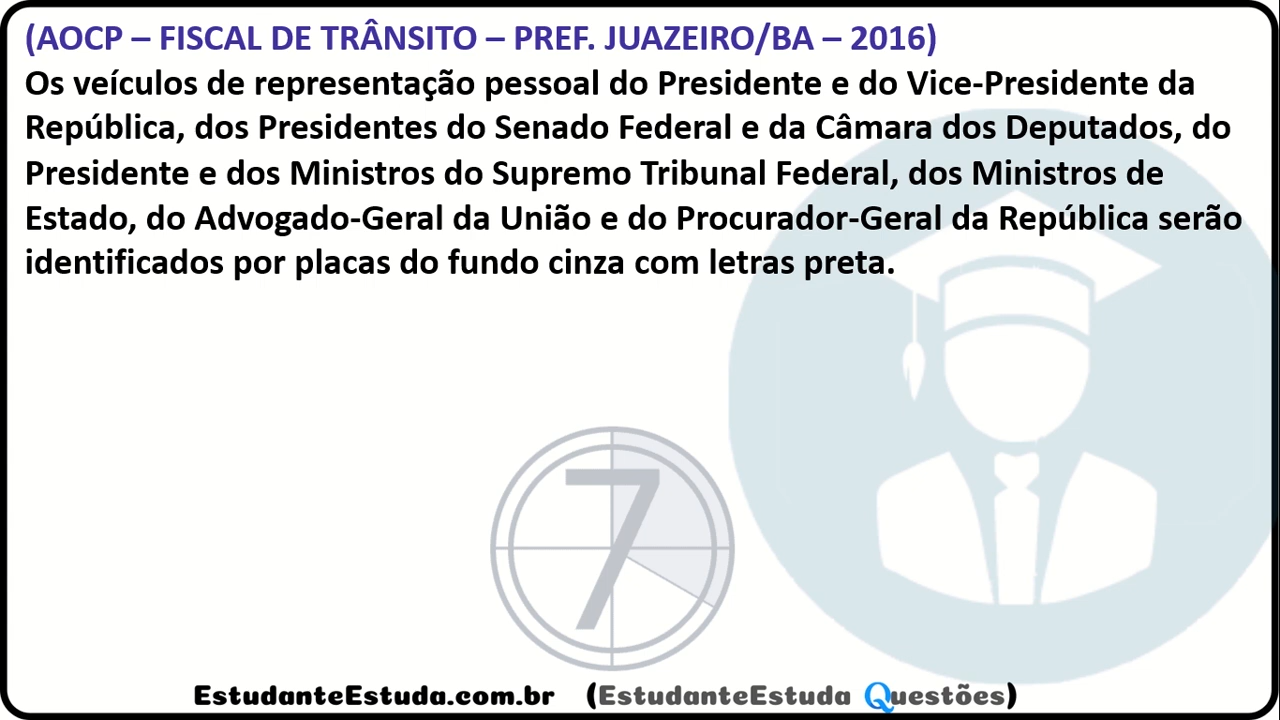 (AOCP – FISCAL DE TRÂNSITO – PREF. JUAZEIRO/BA – 2016)
Os veículos de representação pessoal do Presidente e do Vice-Presidente da
República, dos Presidentes do Senado Federal e da Câmara dos Deputados, do
Presidente e dos Ministros do Supremo Tribunal Federal, dos Ministros de
Estado, do Advogado-Geral da União e do Procurador-Geral da República serão
identificados por placas do fundo cinza com letras preta.
7
EstudanteEstuda.com.br (EstudanteEstuda Questões)